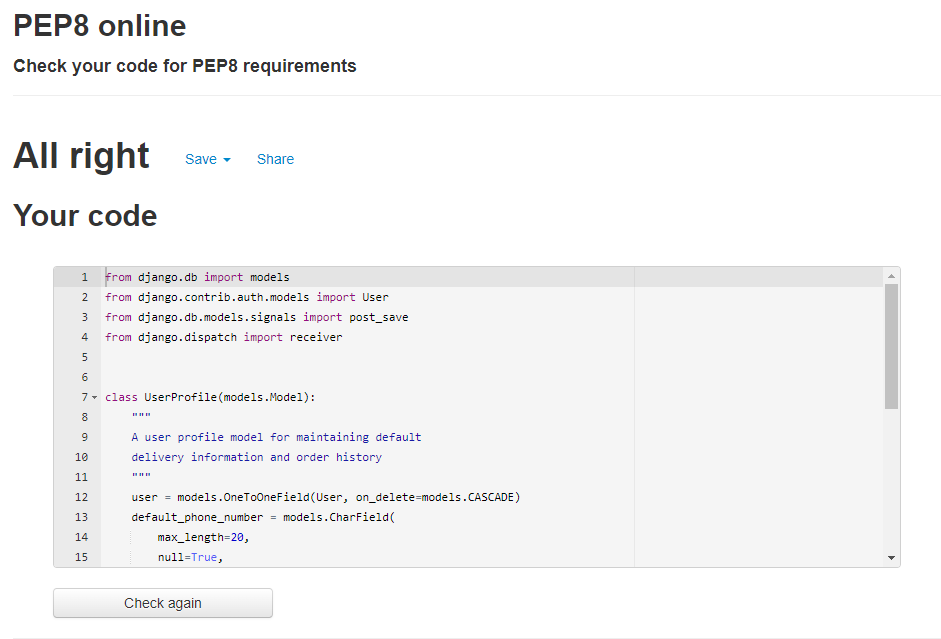 PEP8 online
Check your code for PEP8 requirements
All right Save Share
Your code
1 from django.db import models
2 from django.contrib.auth.models import User
3 from django.db.models.signals import post_save
4 from django.dispatch import receiver
5
6
7 class UserProfile(models.Model):
8     """
9     A user profile model for maintaining default
10     delivery information and order history
11     """
12     user = models.OneToOneField(User, on_delete=models.CASCADE)
13     default_phone_number = models.CharField(
14         max_length=20,
15         null=True,
Check again